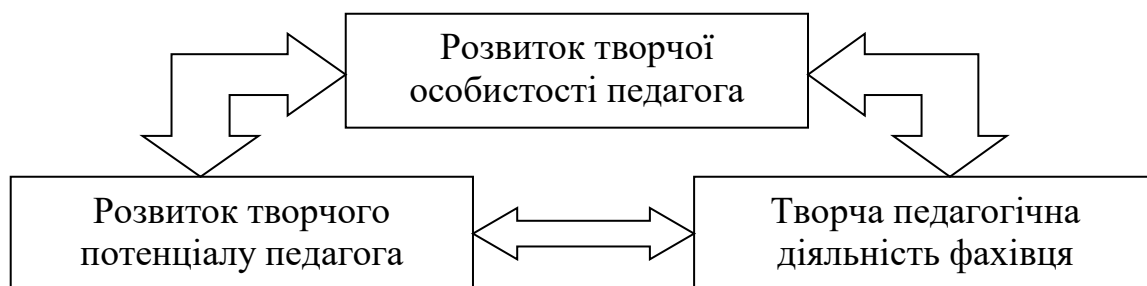 Розвиток творчої
особистості педагога
Розвиток творчого
потенціалу педагога
Творча педагогічна
діяльність фахівця